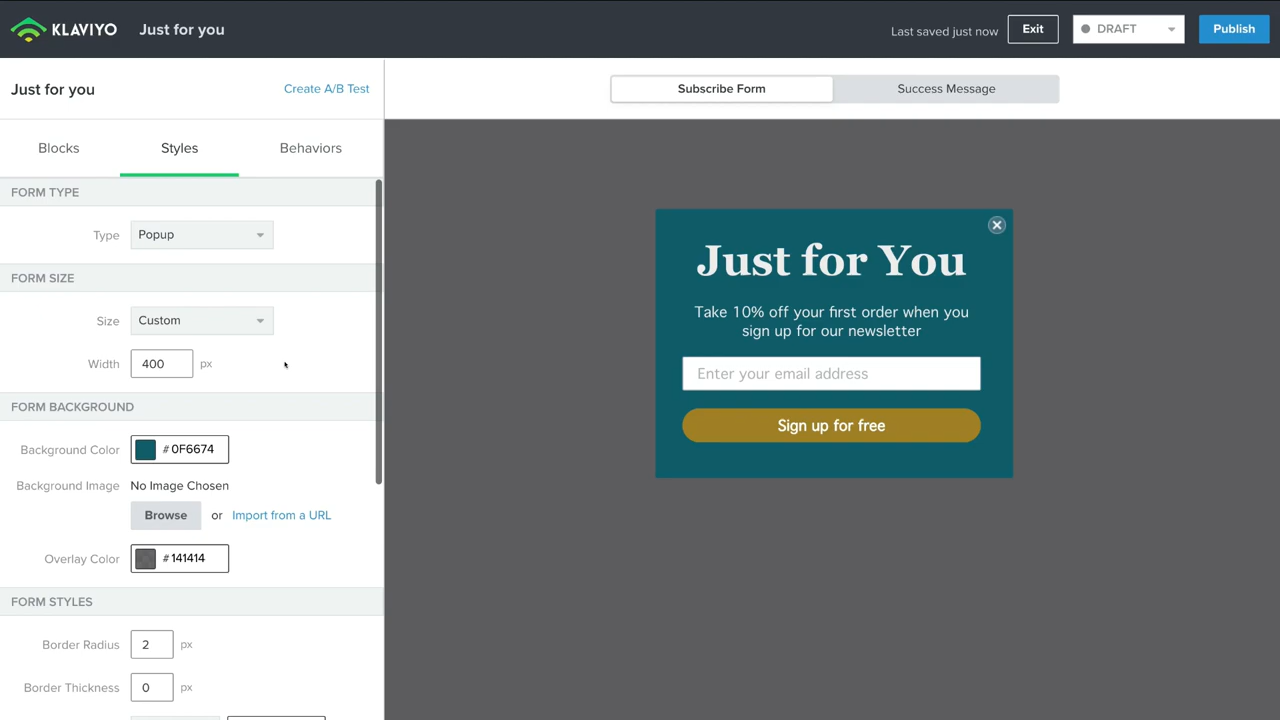 KLAVIYO
Just for you
Last saved just now
Exit
DRAFT
Publish
Just for you
Create A/B Test
Subscribe Form
Success Message
Blocks
Styles
Behaviors
FORM TYPE
Type
Popup
FORM SIZE
Size
Custom
Width
400
px
FORM BACKGROUND
Background Color
# 0F6674
Background Image
No Image Chosen
Browse
or
Import from a URL
Overlay Color
# 141414
FORM STYLES
Border Radius
2
px
Border Thickness
0
px
Just for You
Take 10% off your first order when you
sign up for our newsletter
Enter your email address
Sign up for free